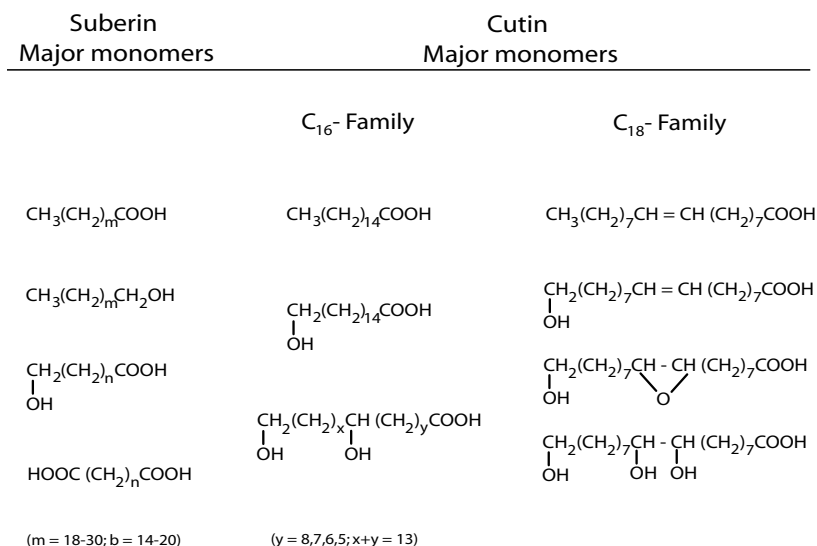 Suberin
Major monomers
Cutin
Major monomers
C₁₆- Family
C₁₈- Family
CH₃(CH₂)ₘCOOH
CH₃(CH₂)₁₄COOH
CH₃(CH₂)₇CH = CH (CH₂)₇COOH
CH₃(CH₂)ₘCH₂OH
CH₂(CH₂)₁₄COOH
OH
CH₂(CH₂)₇CH = CH (CH₂)₇COOH
OH
CH₂(CH₂)ₙCOOH
OH
CH₂(CH₂)ₓCH (CH₂)ᵧCOOH
OH OH
CH₂(CH₂)₇CH - CH (CH₂)₇COOH
OH O
HOOC (CH₂)ₙCOOH
CH₂(CH₂)₇CH - CH (CH₂)₇COOH
OH OH OH
(m = 18-30; b = 14-20)
(y = 8,7,6,5; x+y = 13)